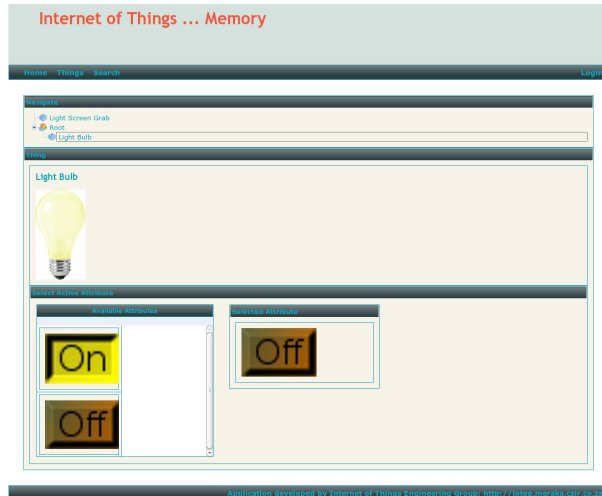 Internet of Things ... Memory
Home Things Search Login
Navigate
Light Screen Grab
Root
Light Bulb
Thing
Light Bulb
Select Active Attribute
Available Attributes
Selected Attribute
On
Off
Off
Application developed by Internet of Things Engineering Group: http://ioteg.meraka.csir.co.za